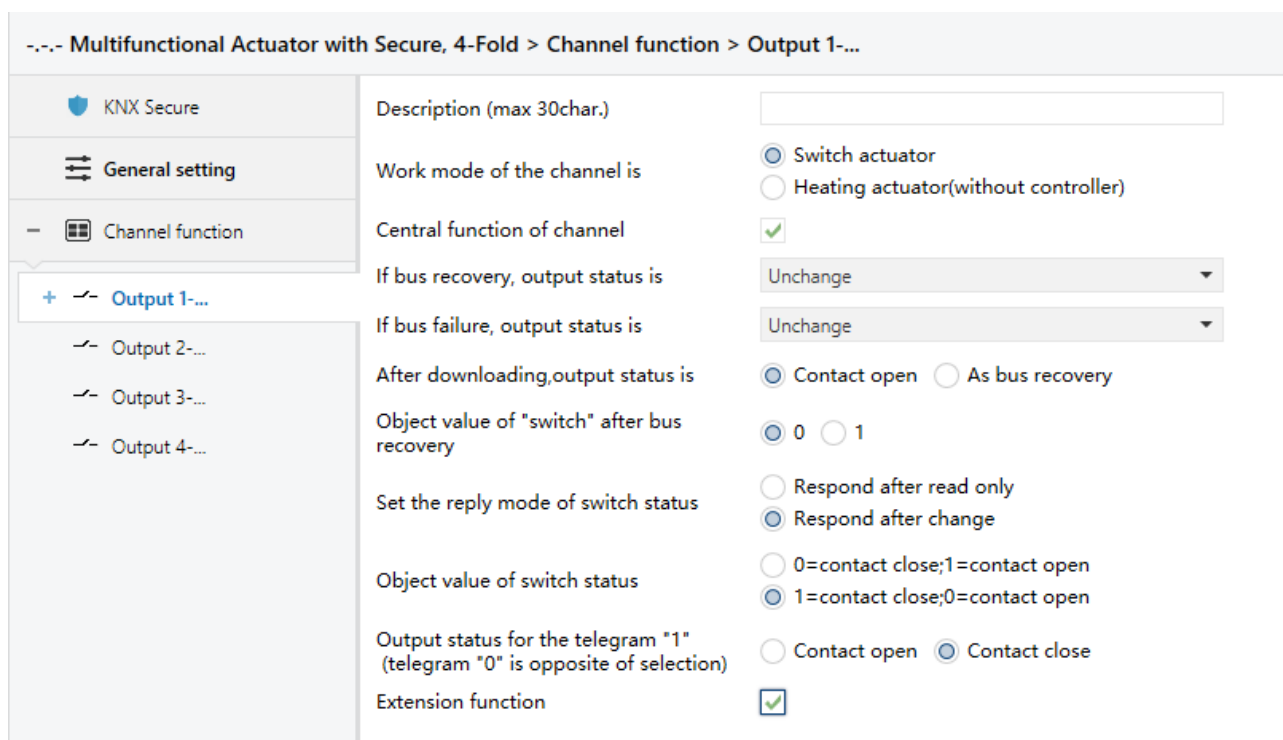 -.-.- Multifunctional Actuator with Secure, 4-Fold > Channel function > Output 1-...
KNX Secure
General setting
Channel function
Output 1-...
Output 2-...
Output 3-...
Output 4-...
Description (max 30char.)
Work mode of the channel is
Switch actuator
Heating actuator(without controller)
Central function of channel
If bus recovery, output status is
Unchange
If bus failure, output status is
Unchange
After downloading,output status is
Contact open
As bus recovery
Object value of "switch" after bus
recovery
0
1
Set the reply mode of switch status
Respond after read only
Respond after change
Object value of switch status
0=contact close;1=contact open
1=contact close;0=contact open
Output status for the telegram "1"
(telegram "0" is opposite of selection)
Contact open
Contact close
Extension function